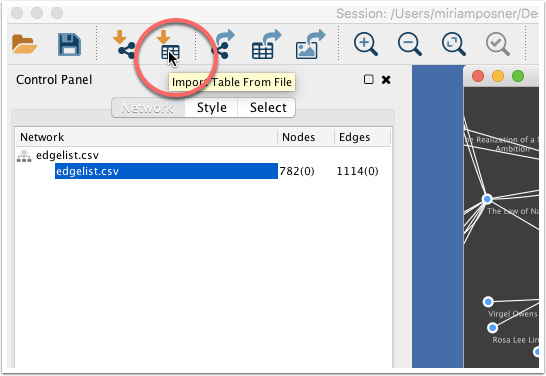 Session: /Users/miriamposner/Des
Import Table From File
Control Panel
Network Style Select
Network Nodes Edges
edgelist.csv
edgelist.csv 782(0) 1114(0)
he Realization of a N
Ambition
The Law of Na
Virgel Owens
Rosa Lee Lin